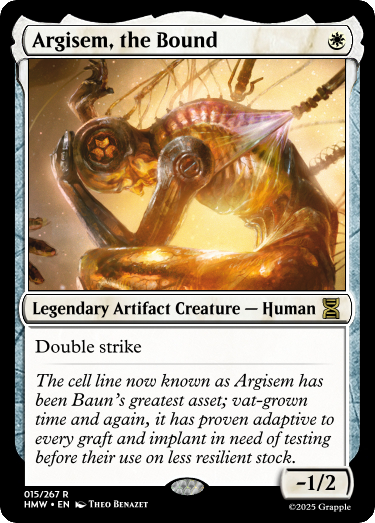 Argisem, the Bound
Legendary Artifact Creature — Human
Double strike
The cell line now known as Argisem has
been Baun's greatest asset; vat-grown
time and again, it has proven adaptive to
every graft and implant in need of testing
before their use on less resilient stock.
–1/2
015/267 R
HMW • EN Theo Benazet
©2025 Grapple